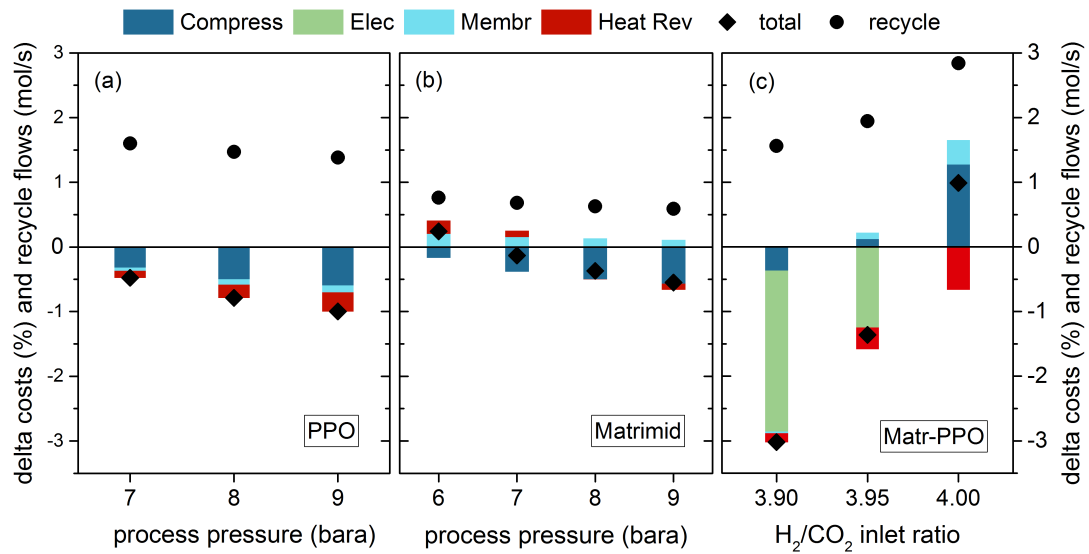 Compress Elec Membr Heat Rev total recycle
delta costs (%) and recycle flows (mol/s)
3
2
1
0
-1
-2
-3
(a)
PPO
7 8 9
process pressure (bara)
(b)
Matrimid
6 7 8 9
process pressure (bara)
(c)
Matr-PPO
3.90 3.95 4.00
H₂/CO₂ inlet ratio
3
2
1
0
-1
-2
-3
delta costs (%) and recycle flows (mol/s)